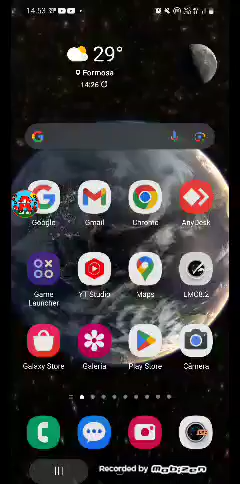 14:53
29°
Formosa
14:26
Google
Gmail
Chrome
AnyDesk
Game
Launcher
YT Studio
Maps
LMC8.2
Galaxy Store
Galeria
Play Store
Câmera
Recorded by mobizen